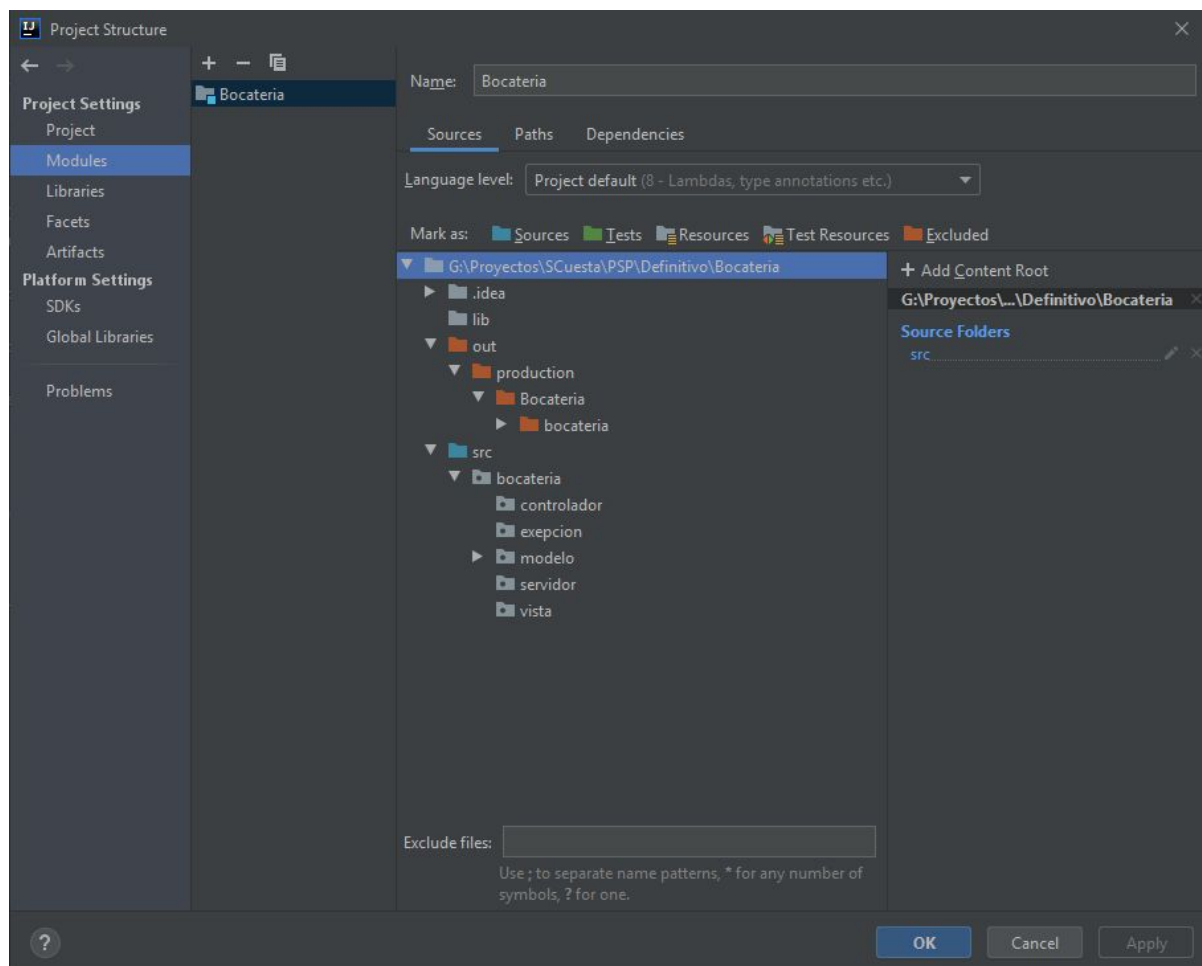 Project Structure
Project Settings
Project
Modules
Libraries
Facets
Artifacts
Platform Settings
SDKs
Global Libraries
Problems
Bocateria
Name: Bocateria
Sources Paths Dependencies
Language level: Project default (8 - Lambdas, type annotations etc.)
Mark as: Sources Tests Resources Test Resources Excluded
G:\Proyectos\SCuesta\PSP\Definitivo\Bocateria
.idea
lib
out
production
Bocateria
bocateria
src
bocateria
controlador
exepcion
modelo
servidor
vista
+ Add Content Root
G:\Proyectos\...\Definitivo\Bocateria
Source Folders
src
Exclude files:
Use ; to separate name patterns, * for any number of
symbols, ? for one.
?
OK Cancel Apply